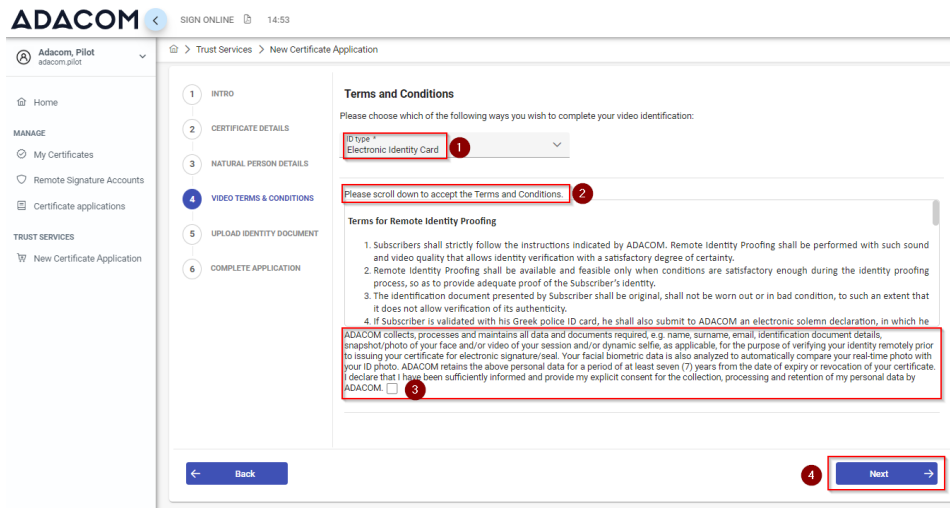 ADACOM
SIGN ONLINE 14:53
Adacom, Pilot
adacom.pilot
Home
MANAGE
My Certificates
Remote Signature Accounts
Certificate applications
TRUST SERVICES
New Certificate Application
> Trust Services > New Certificate Application
1 INTRO
2 CERTIFICATE DETAILS
3 NATURAL PERSON DETAILS
4 VIDEO TERMS & CONDITIONS
5 UPLOAD IDENTITY DOCUMENT
6 COMPLETE APPLICATION
Terms and Conditions
Please choose which of the following ways you wish to complete your video identification:
ID type *
Electronic Identity Card
1
Please scroll down to accept the Terms and Conditions.
2
Terms for Remote Identity Proofing
1. Subscribers shall strictly follow the instructions indicated by ADACOM. Remote Identity Proofing shall be performed with such sound
and video quality that allows identity verification with a satisfactory degree of certainty.
2. Remote Identity Proofing shall be available and feasible only when conditions are satisfactory enough during the identity proofing
process, so as to provide adequate proof of the Subscriber's identity.
3. The identification document presented by Subscriber shall be original, shall not be worn out or in bad condition, to such an extent that
it does not allow verification of its authenticity.
4. If Subscriber is validated with his Greek police ID card, he shall also submit to ADACOM an electronic solemn declaration, in which he
ADACOM collects, processes and maintains all data and documents required, e.g. name, surname, email, identification document details,
snapshot/photo of your face and/or video of your session and/or dynamic selfie, as applicable, for the purpose of verifying your identity remotely prior
to issuing your certificate for electronic signature/seal. Your facial biometric data is also analyzed to automatically compare your real-time photo with
your ID photo. ADACOM retains the above personal data for a period of at least seven (7) years from the date of expiry or revocation of your certificate.
I declare that I have been sufficiently informed and provide my explicit consent for the collection, processing and retention of my personal data by
ADACOM.
3
Back
4
Next